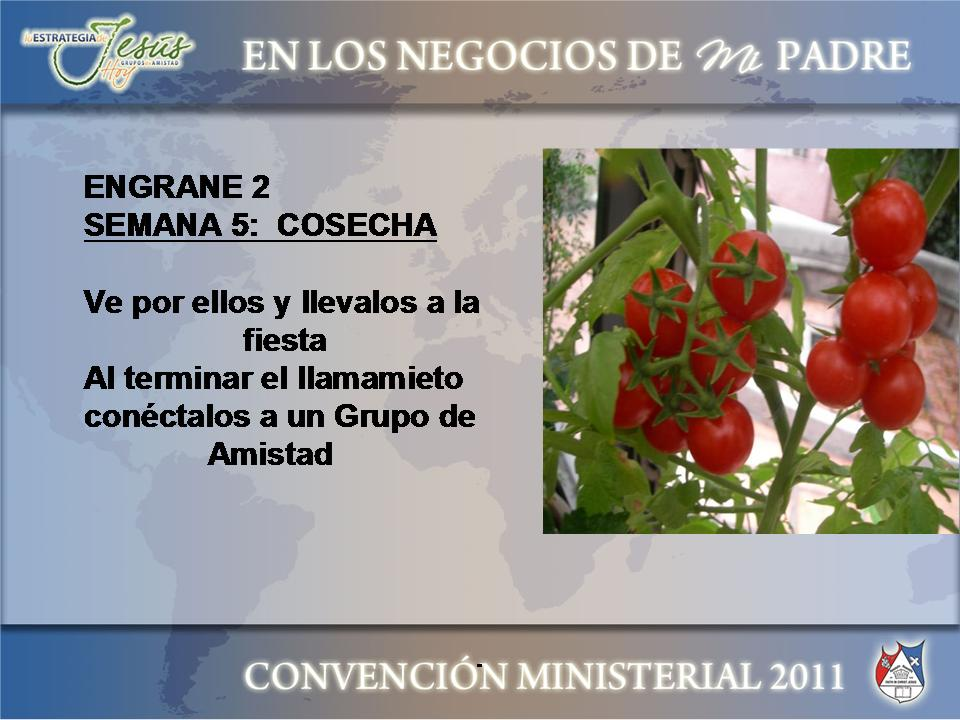 la ESTRATEGIA de
Jesús
GRUPOS de AMISTAD
Hoy
EN LOS NEGOCIOS DE Mi PADRE
ENGRANE 2
SEMANA 5:  COSECHA
Ve por ellos y llevalos a la
fiesta
Al terminar el llamamieto
conéctalos a un Grupo de
Amistad
CONVENCIÓN MINISTERIAL 2011